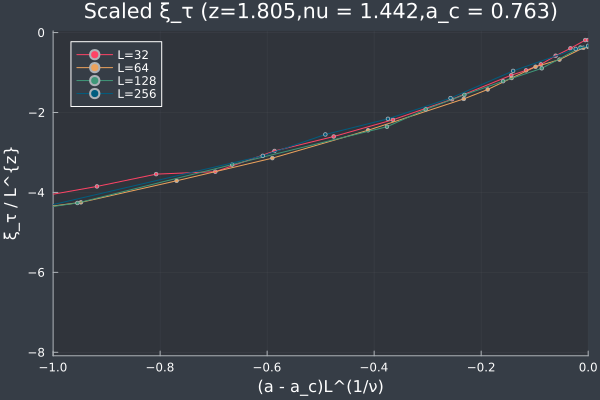 Scaled ξ_τ (z=1.805,nu = 1.442,a_c = 0.763)
ξ_τ / L^{z}
0
−2
−4
−6
−8
L=32
L=64
L=128
L=256
−1.0
−0.8
−0.6
−0.4
−0.2
0.0
(a - a_c)L^(1/ν)